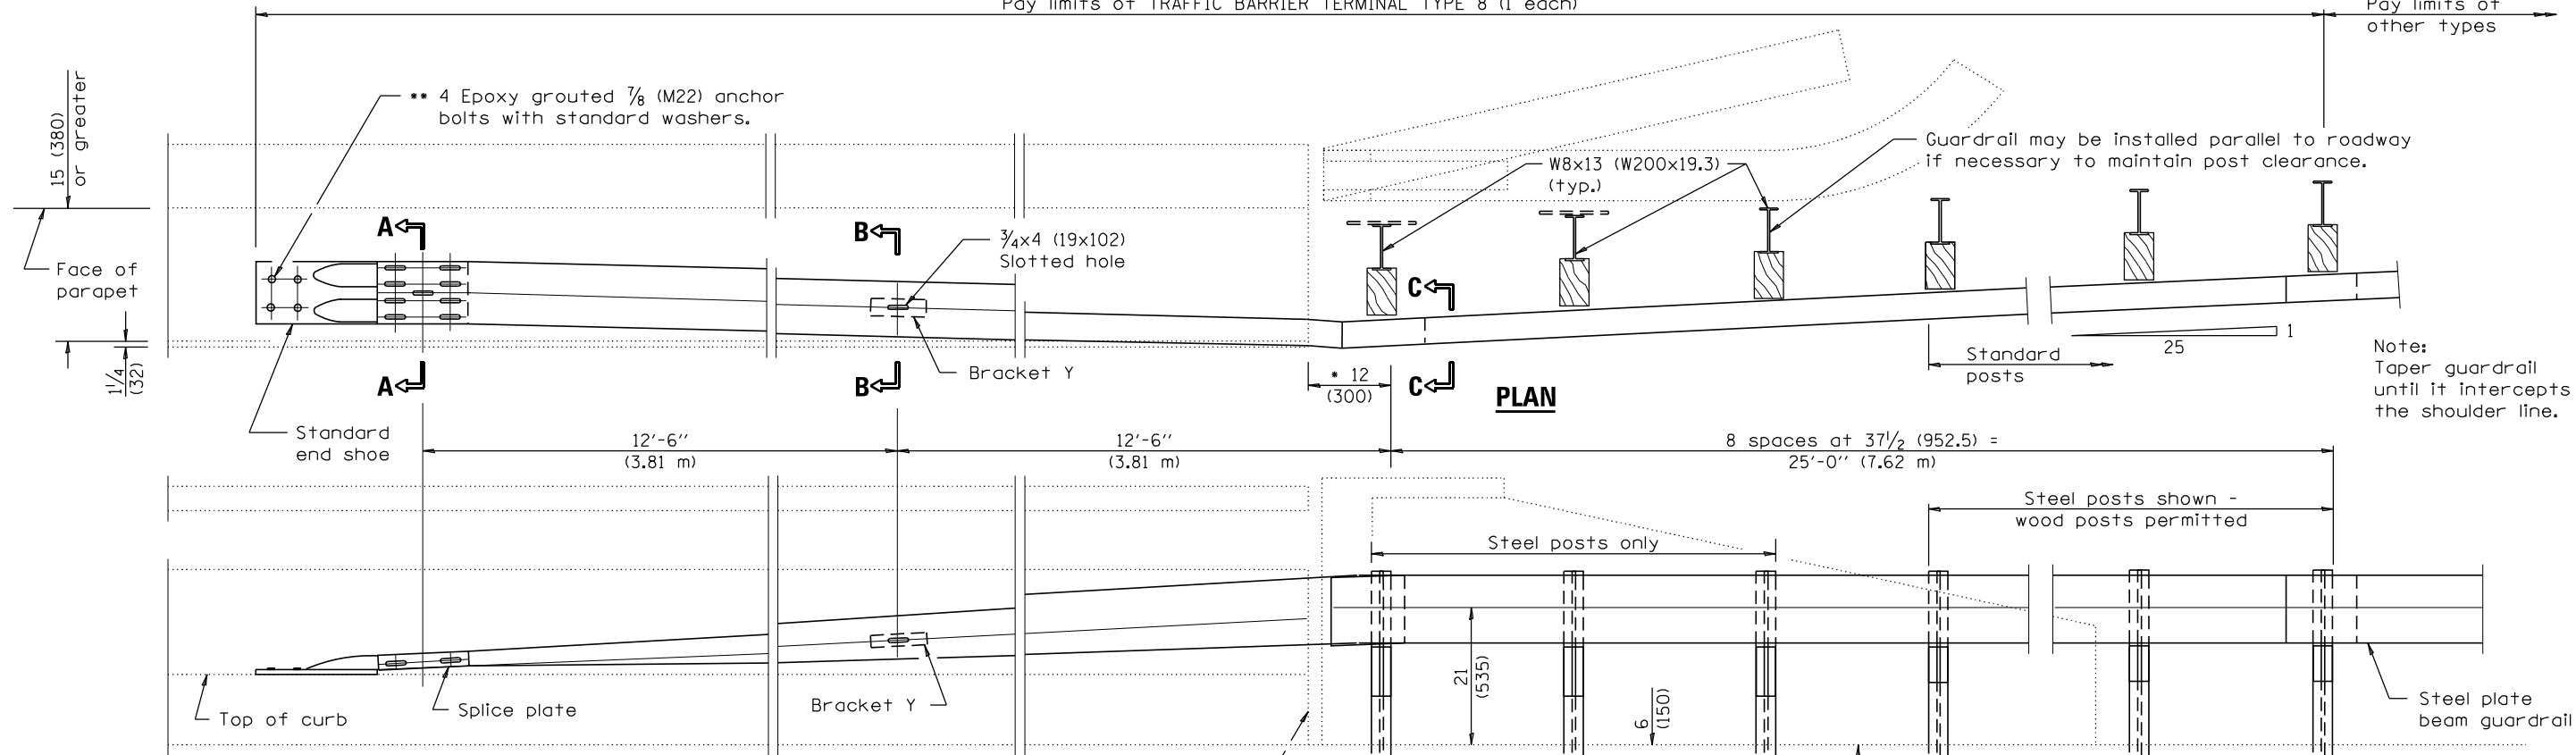 Pay limits of TRAFFIC BARRIER TERMINAL TYPE 8 (1 each)
Pay limits of
other types
15 (380)
or greater
** 4 Epoxy grouted 7/8 (M22) anchor
bolts with standard washers.
Guardrail may be installed parallel to roadway
if necessary to maintain post clearance.
W8x13 (W200x19.3)
(typ.)
A
B
3/4x4 (19x102)
Slotted hole
Face of
parapet
C
1
25
Standard
posts
Note:
Taper guardrail
until it intercepts
the shoulder line.
1 1/4
(32)
A
B
Bracket Y
* 12
(300)
C
PLAN
Standard
end shoe
12'-6''
(3.81 m)
12'-6''
(3.81 m)
8 spaces at 37 1/2 (952.5) =
25'-0'' (7.62 m)
Steel posts shown -
wood posts permitted
Steel posts only
21
(535)
6
(150)
Top of curb
Splice plate
Bracket Y
Steel plate
beam guardrail